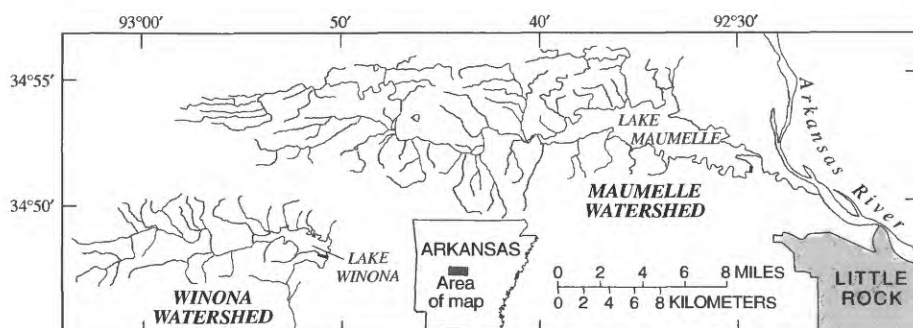 93°00' 50' 40' 92°30'
34°55'
Arkansas River
LAKE
MAUMELLE
34°50'
MAUMELLE
WATERSHED
ARKANSAS
Area
of map
LAKE
WINONA
WINONA
WATERSHED
0 2 4 6 8 MILES
0 2 4 6 8 KILOMETERS
LITTLE
ROCK